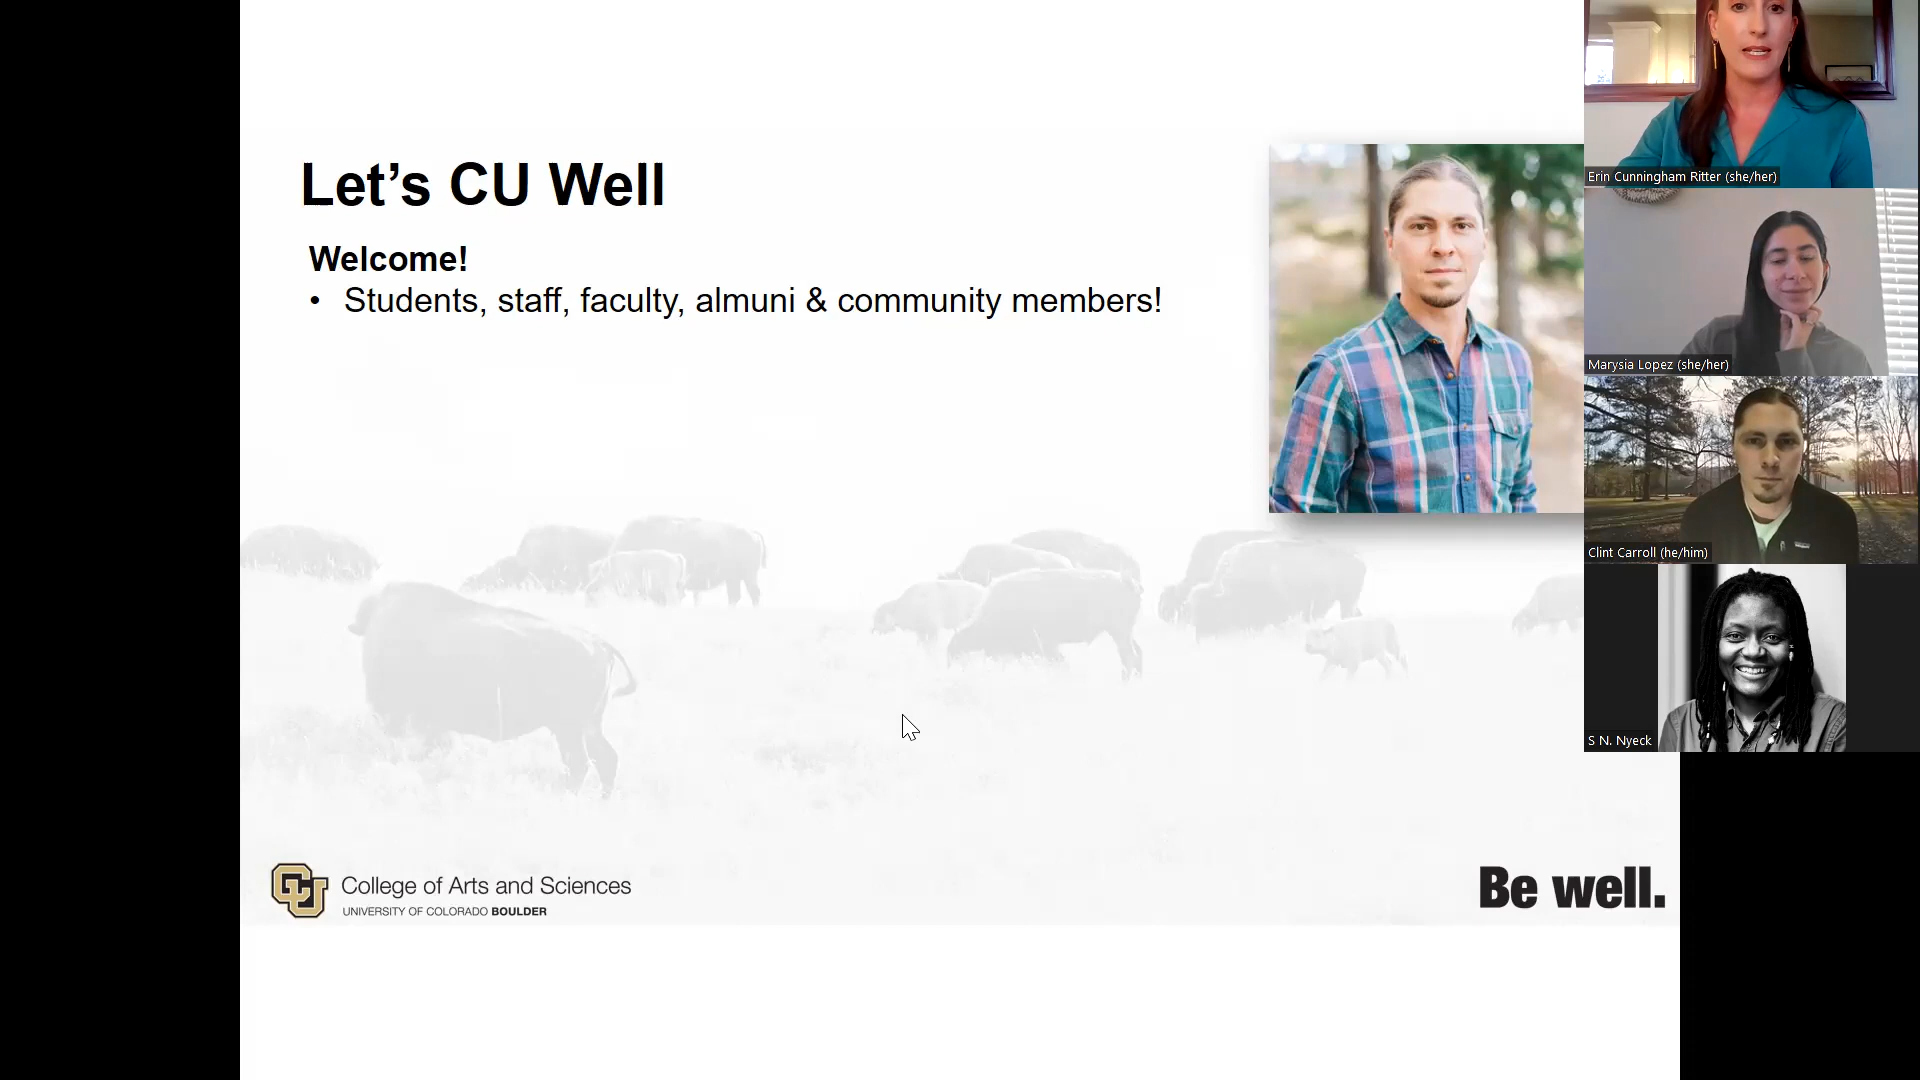 Let’s CU Well
Welcome!
• Students, staff, faculty, almuni & community members!
CU
College of Arts and Sciences
UNIVERSITY OF COLORADO BOULDER
Be well.
Erin Cunningham Ritter (she/her)
Marysia Lopez (she/her)
Clint Carroll (he/him)
S N. Nyeck